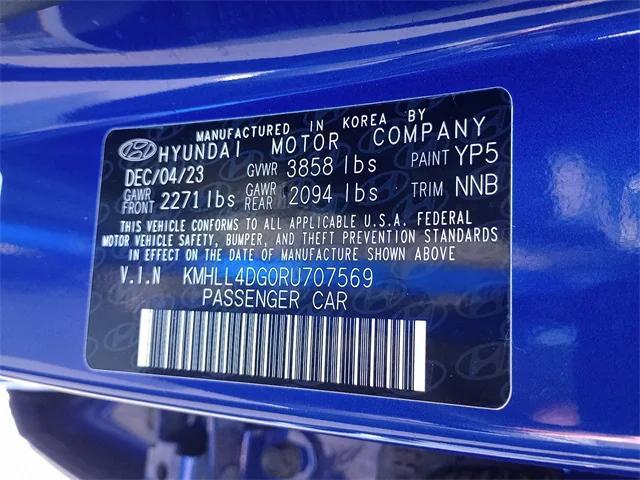 MANUFACTURED IN KOREA BY
HYUNDAI MOTOR COMPANY
DEC/04/23 GVWR 3858 lbs PAINT YP5
GAWR FRONT 2271 lbs GAWR REAR 2094 lbs TRIM NNB
THIS VEHICLE CONFORMS TO ALL APPLICABLE U.S.A. FEDERAL
MOTOR VEHICLE SAFETY, BUMPER, AND THEFT PREVENTION STANDARDS
IN EFFECT ON THE DATE OF MANUFACTURE SHOWN ABOVE
V.I.N KMHLL4DG0RU707569
PASSENGER CAR